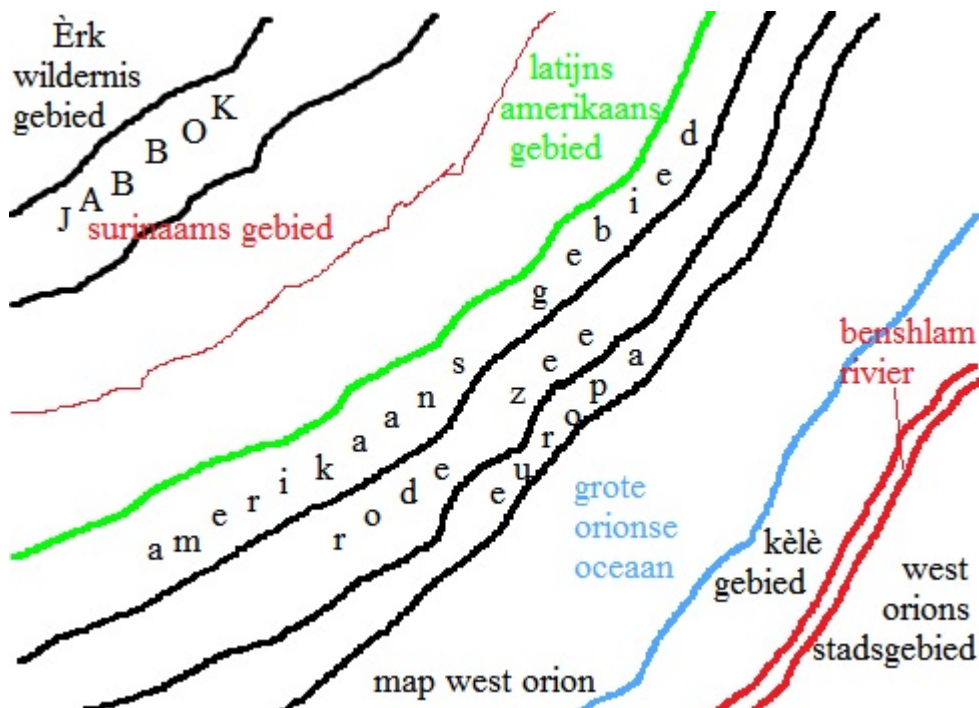 Èrk
wildernis
gebied
JABBOK
surinaams gebied
latijns
amerikaans
gebied
amerikaans gebied
rode zee
europa
grote
orionse
oceaan
benshlam
rivier
kèlè
gebied
west
orions
stadsgebied
map west orion